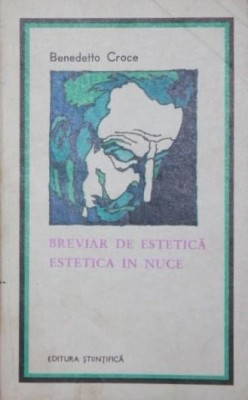 Benedetto Croce
BREVIAR DE ESTETICĂ
ESTETICA IN NUCE
EDITURA ȘTIINȚIFICĂ